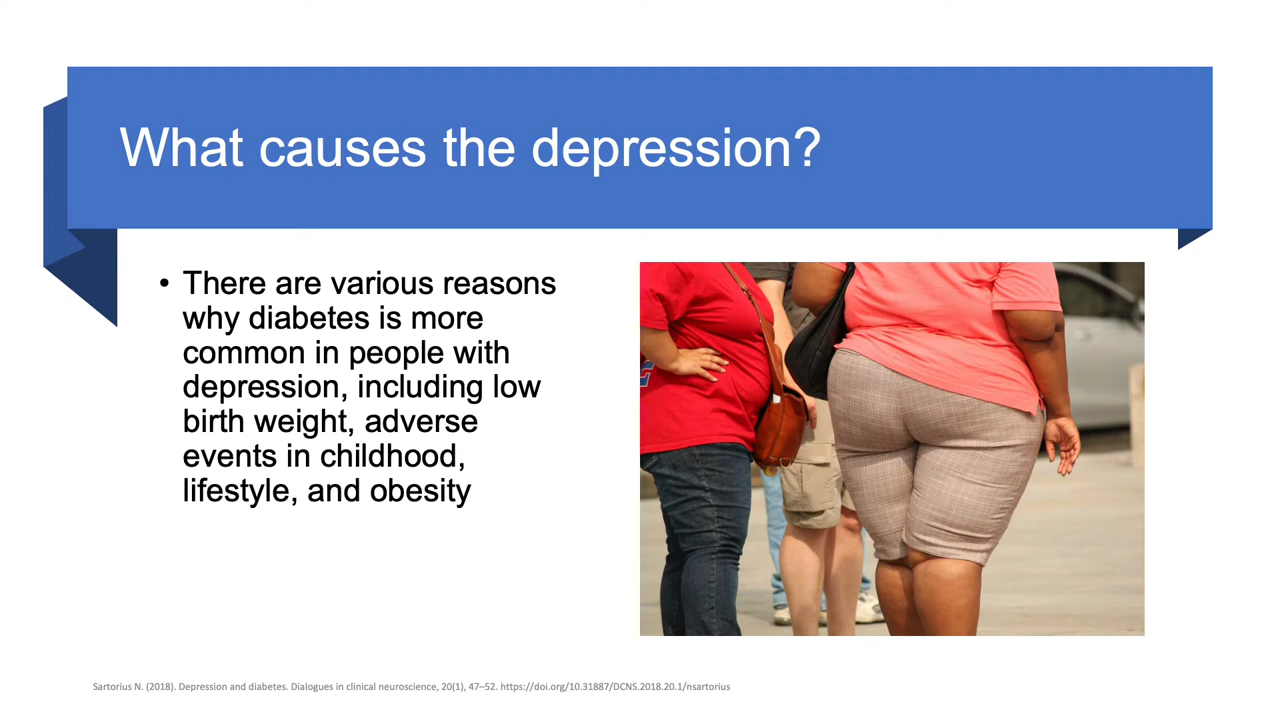 What causes the depression?
• There are various reasons
why diabetes is more
common in people with
depression, including low
birth weight, adverse
events in childhood,
lifestyle, and obesity
Sartorius N. (2018). Depression and diabetes. Dialogues in clinical neuroscience, 20(1), 47–52. https://doi.org/10.31887/DCNS.2018.20.1/nsartorius